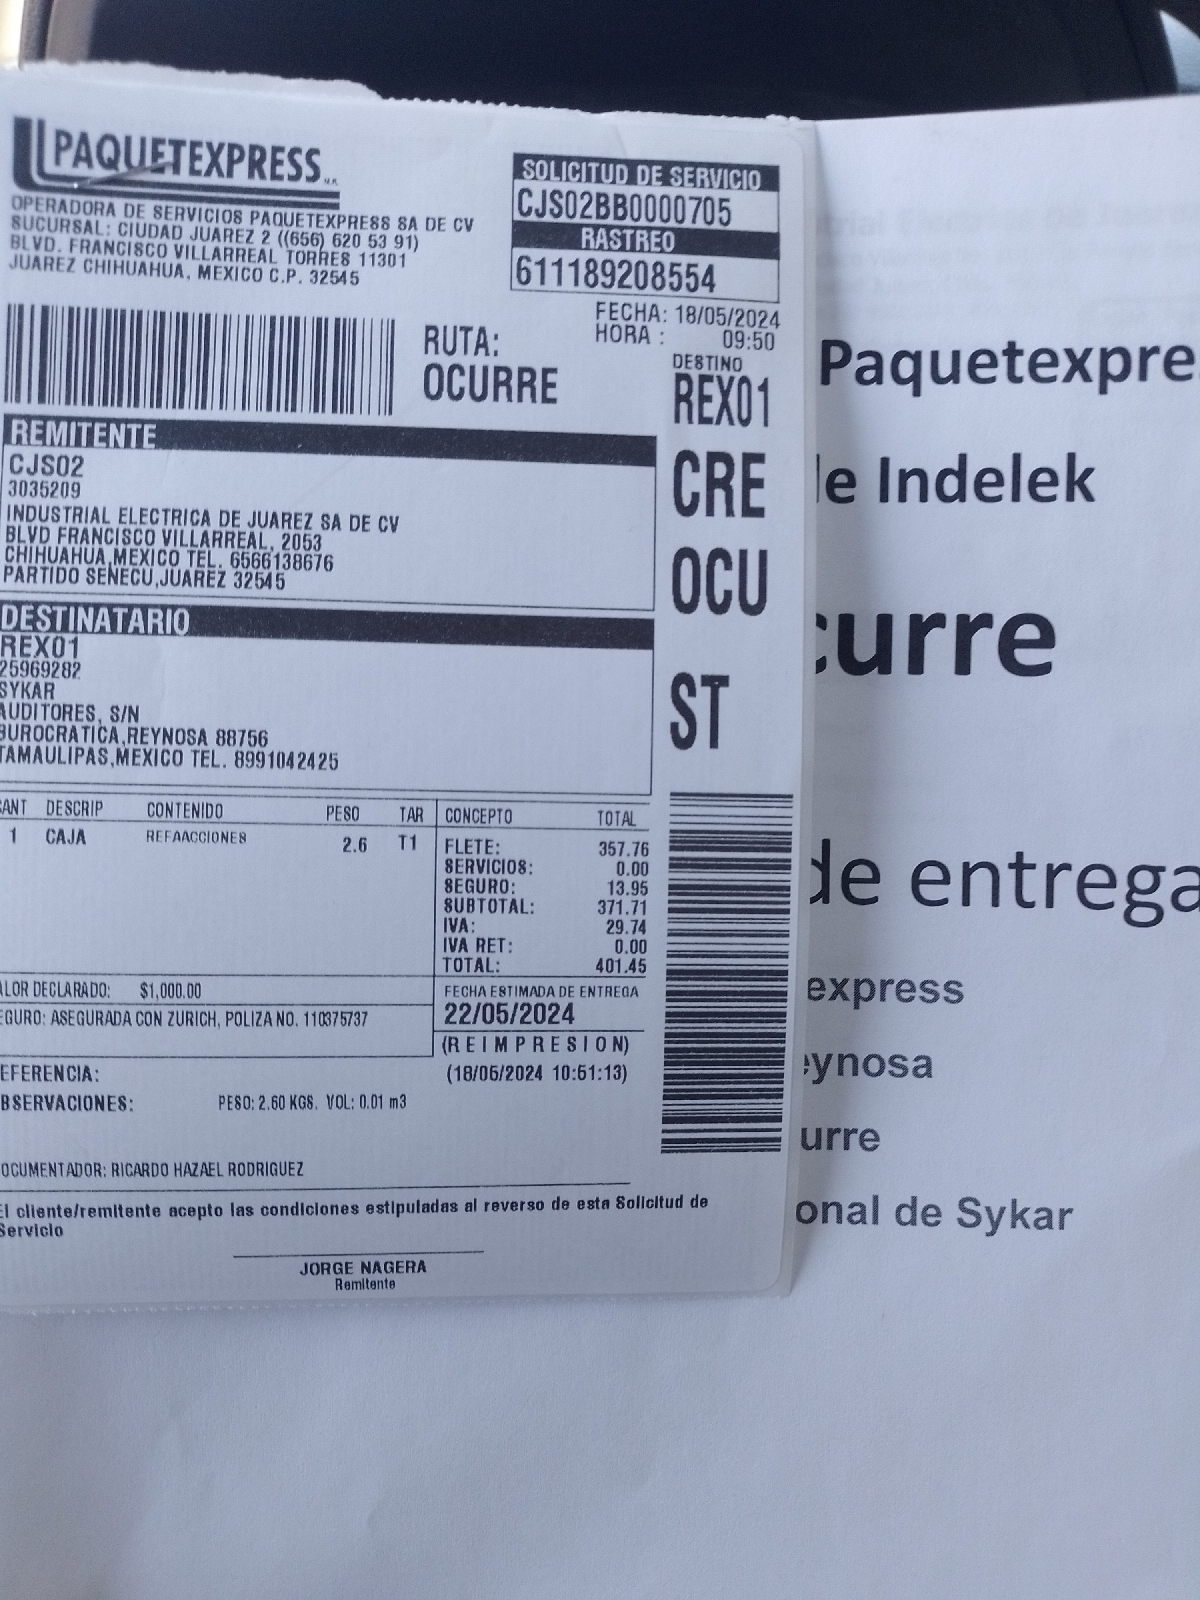 PAQUETEXPRESS
OPERADORA DE SERVICIOS PAQUETEXPRESS SA DE CV
SUCURSAL: CIUDAD JUAREZ 2 ((656) 620 53 91)
BLVD. FRANCISCO VILLARREAL TORRES 11301
JUAREZ CHIHUAHUA, MEXICO C.P. 32545
SOLICITUD DE SERVICIO
CJS02BB0000705
RASTREO
611189208554
FECHA: 18/05/2024
HORA : 09:50
RUTA:
OCURRE
DESTINO
REX01
CRE
OCU
ST
REMITENTE
CJS02
3035209
INDUSTRIAL ELECTRICA DE JUAREZ SA DE CV
BLVD FRANCISCO VILLARREAL, 2053
CHIHUAHUA,MEXICO TEL. 6566138676
PARTIDO SENECU,JUAREZ 32545
DESTINATARIO
REX01
25969282
SYKAR
AUDITORES, S/N
BUROCRATICA,REYNOSA 88756
TAMAULIPAS,MEXICO TEL. 8991042425
CANT DESCRIP CONTENIDO PESO TAR
1 CAJA REFAACCIONES 2.6 T1
CONCEPTO TOTAL
FLETE: 357.76
SERVICIOS: 0.00
SEGURO: 13.95
SUBTOTAL: 371.71
IVA: 29.74
IVA RET: 0.00
TOTAL: 401.45
ALOR DECLARADO: $1,000.00
EGURO: ASEGURADA CON ZURICH, POLIZA NO. 110375737
FECHA ESTIMADA DE ENTREGA
22/05/2024
(REIMPRESION)
(18/05/2024 10:51:13)
EFERENCIA:
BSERVACIONES: PESO: 2.60 KGS. VOL: 0.01 m3
OCUMENTADOR: RICARDO HAZAEL RODRIGUEZ
El cliente/remitente acepto las condiciones estipuladas al reverso de esta Solicitud de
Servicio
JORGE NAGERA
Remitente
Paquetexpre
le Indelek
curre
de entrega
express
eynosa
urre
onal de Sykar